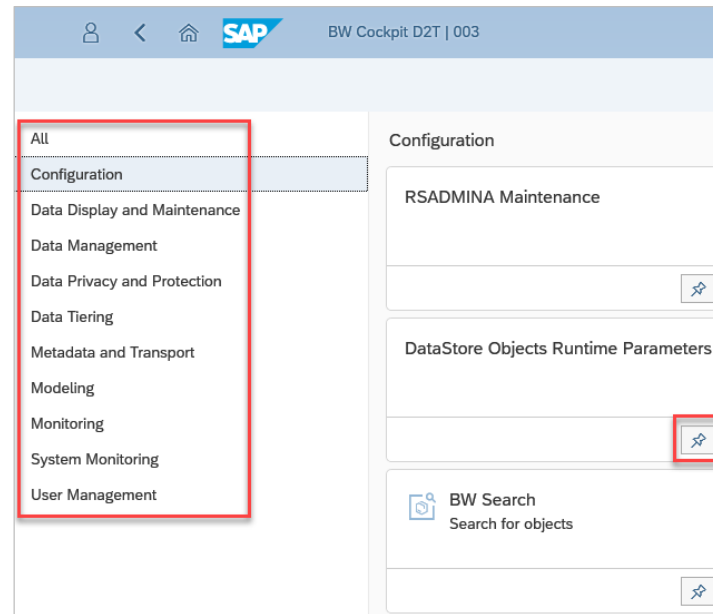 SAP BW Cockpit D2T | 003
All
Configuration
Data Display and Maintenance
Data Management
Data Privacy and Protection
Data Tiering
Metadata and Transport
Modeling
Monitoring
System Monitoring
User Management
Configuration
RSADMINA Maintenance
DataStore Objects Runtime Parameters
BW Search
Search for objects